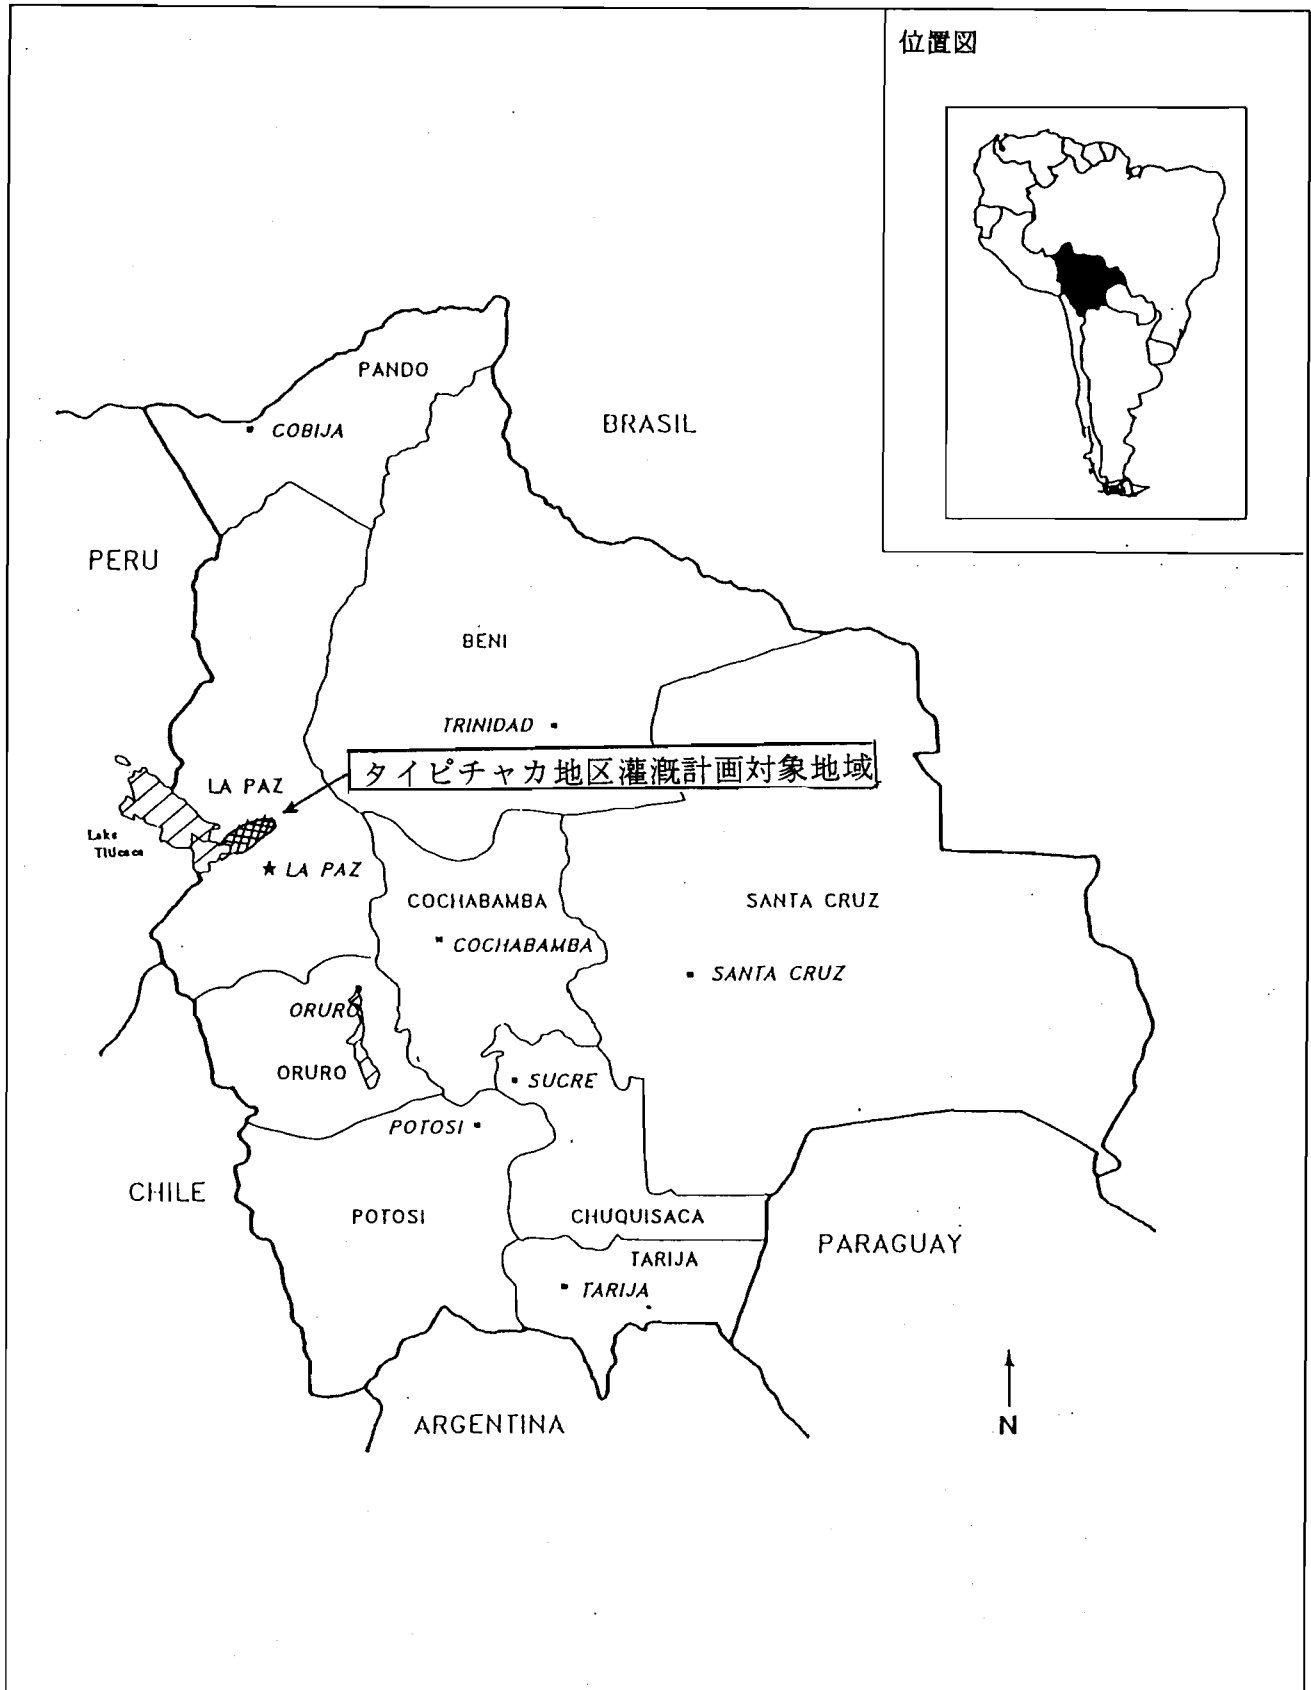 位置図
PANDO
COBIJA
BRASIL
PERU
BENI
TRINIDAD
タイピチャカ地区灌漑計画対象地域
LA PAZ
Lake
LA PAZ
COCHABAMBA
SANTA CRUZ
COCHABAMBA
SANTA CRUZ
ORURO
ORURO
SUCRE
POTOSI
CHILE
POTOSI
CHUQUISACA
PARAGUAY
TARIJA
TARIJA
ARGENTINA
N